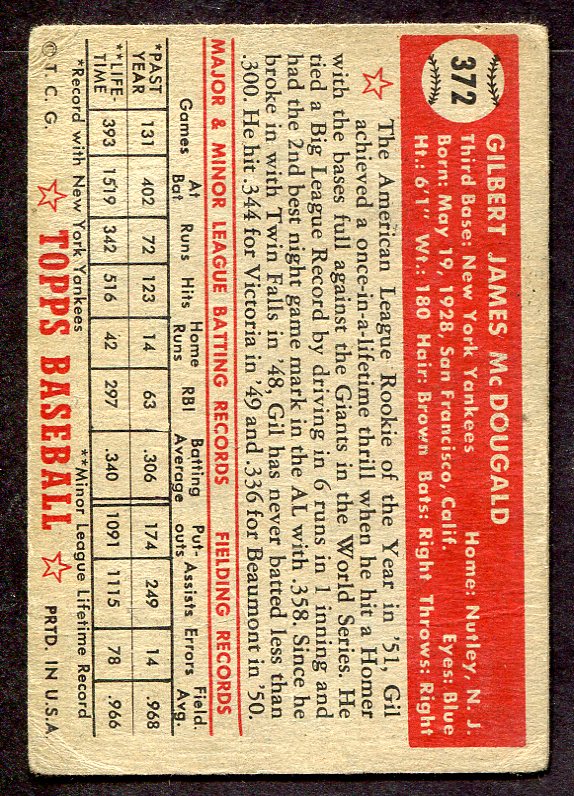 372
GILBERT JAMES McDOUGALD
Third Base: New York Yankees Home: Nutley, N. J.
Born: May 19, 1928, San Francisco, Calif. Eyes: Blue
Ht.: 6'1" Wt.: 180 Hair: Brown Bats: Right Throws: Right
The American League Rookie of the Year in '51, Gil
achieved a once-in-a-lifetime thrill when he hit a Homer
with the bases full against the Giants in the World Series. He
tied a Big League Record by driving in 6 runs in 1 inning and
had the 2nd best night game mark in the AL with .358. Since he
broke in with Twin Falls in '48, Gil has never batted less than
.300. He hit .344 for Victoria in '49 and .336 for Beaumont in '50.
MAJOR & MINOR LEAGUE BATTING RECORDS FIELDING RECORDS
Games At Bat Runs Hits Home Runs RBI Batting Average Put-outs Assists Errors Field. Avg.
*PAST YEAR 131 402 72 123 14 63 .306 174 249 14 .968
**LIFE-TIME 393 1519 342 516 42 297 .340 1091 1115 78 .966
*Record with New York Yankees **Minor League Lifetime Record
© T. C. G. TOPPS BASEBALL PRTD. IN U.S.A.